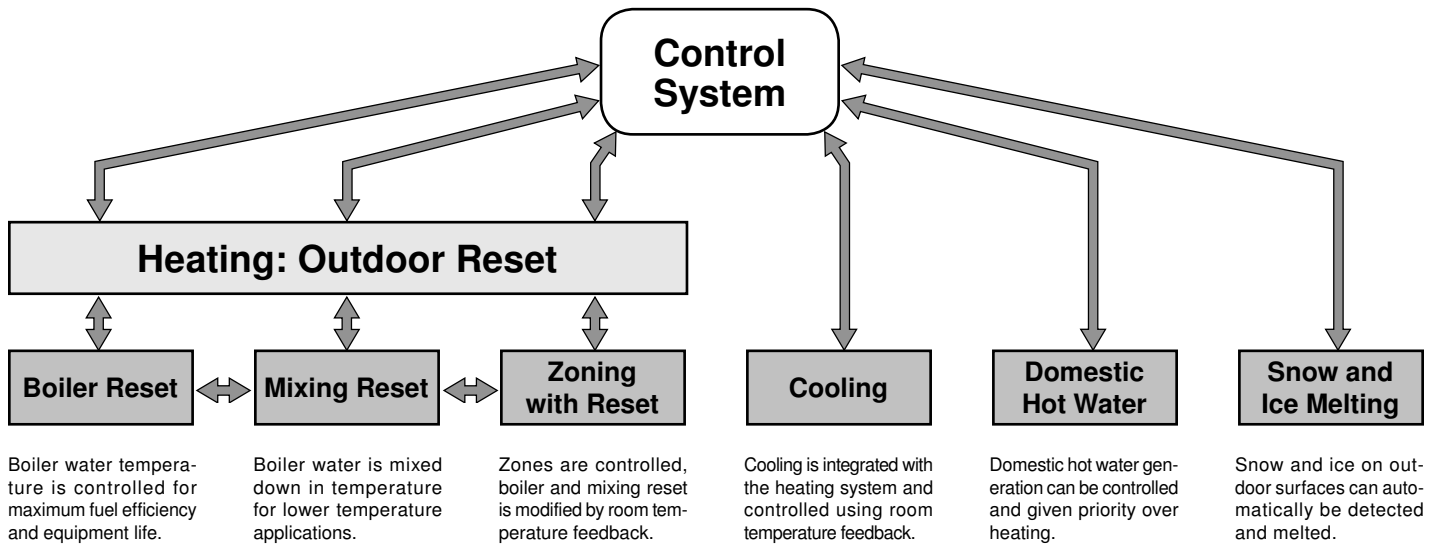 Control
System
Heating: Outdoor Reset
Boiler Reset
Mixing Reset
Zoning
with Reset
Cooling
Domestic
Hot Water
Snow and
Ice Melting
Boiler water tempera-
ture is controlled for
maximum fuel efficiency
and equipment life.
Boiler water is mixed
down in temperature
for lower temperature
applications.
Zones are controlled,
boiler and mixing reset
is modified by room tem-
perature feedback.
Cooling is integrated with
the heating system and
controlled using room
temperature feedback.
Domestic hot water gen-
eration can be controlled
and given priority over
heating.
Snow and ice on out-
door surfaces can auto-
matically be detected
and melted.